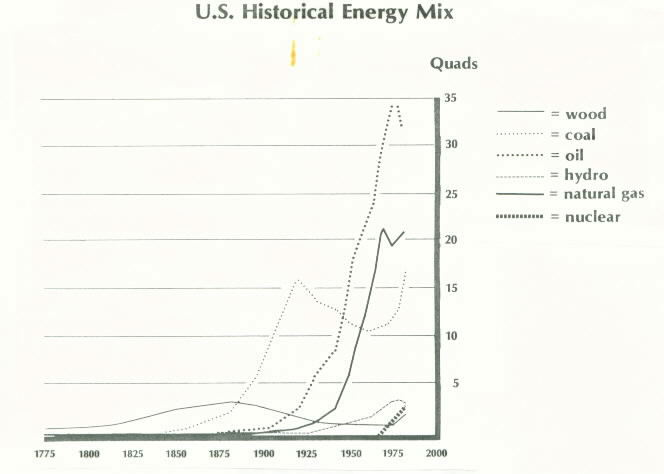 U.S. Historical Energy Mix
Quads
35
30
25
20
15
10
5
= wood
= coal
= oil
= hydro
= natural gas
= nuclear
1775 1800 1825 1850 1875 1900 1925 1950 1975 2000